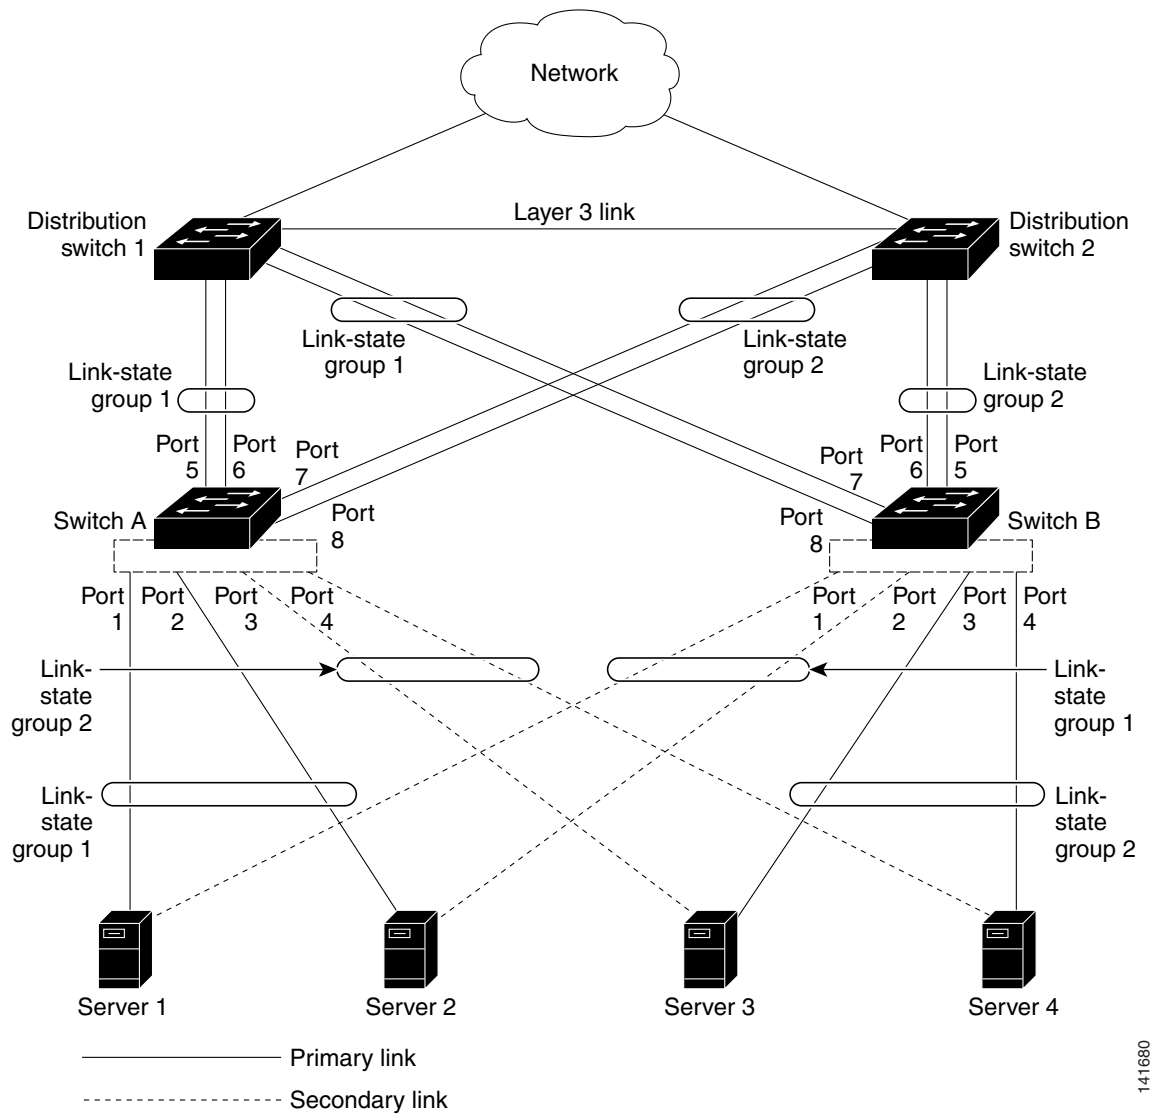 Network
Layer 3 link
Distribution
switch 1
Distribution
switch 2
Link-state
group 1
Link-state
group 2
Link-state
group 1
Link-state
group 2
Port
5
Port
6
Port
7
Port
8
Port
7
Port
6
Port
5
Port
8
Switch A
Switch B
Port
1
Port
2
Port
3
Port
4
Port
1
Port
2
Port
3
Port
4
Link-
state
group 2
Link-
state
group 1
Link-
state
group 1
Link-
state
group 2
Server 1
Server 2
Server 3
Server 4
Primary link
Secondary link
141680